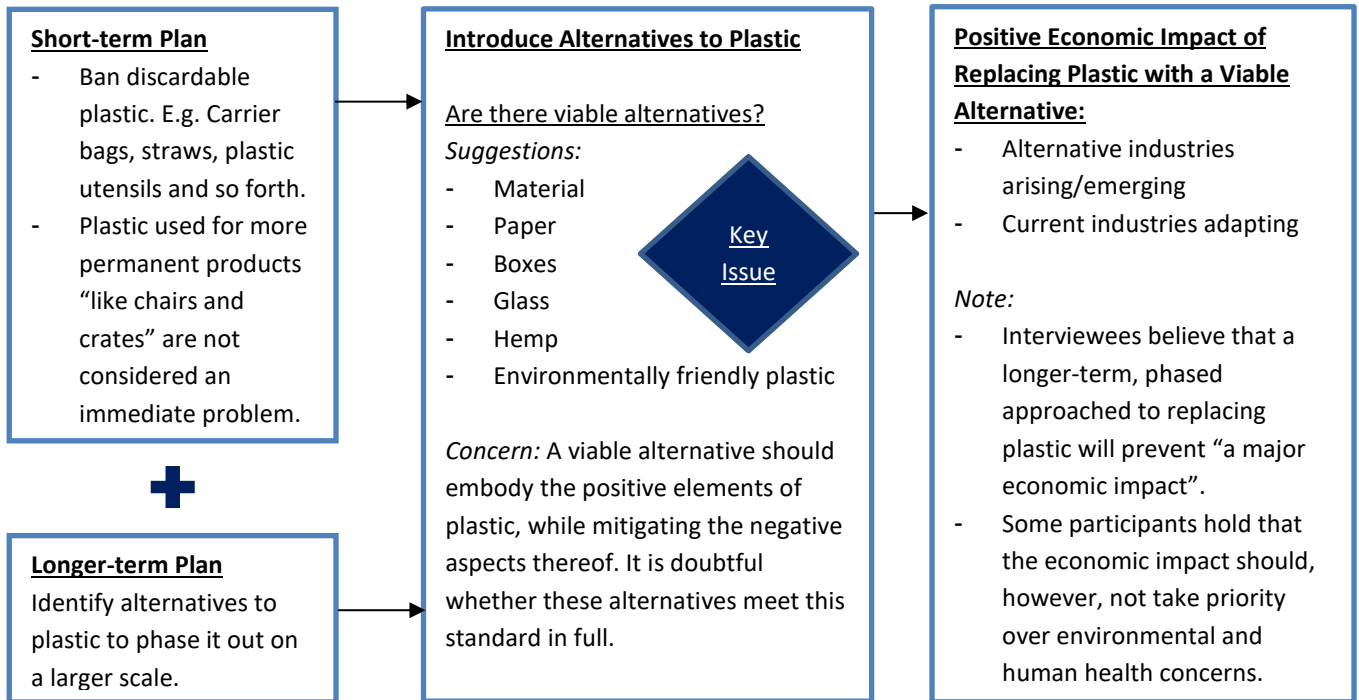 Short-term Plan
- Ban discardable
plastic. E.g. Carrier
bags, straws, plastic
utensils and so forth.
- Plastic used for more
permanent products
“like chairs and
crates” are not
considered an
immediate problem.
Longer-term Plan
Identify alternatives to
plastic to phase it out on
a larger scale.
Introduce Alternatives to Plastic
Are there viable alternatives?
Suggestions:
- Material
- Paper
- Boxes
- Glass
- Hemp
- Environmentally friendly plastic
Key
Issue
Concern: A viable alternative should
embody the positive elements of
plastic, while mitigating the negative
aspects thereof. It is doubtful
whether these alternatives meet this
standard in full.
Positive Economic Impact of
Replacing Plastic with a Viable
Alternative:
- Alternative industries
arising/emerging
- Current industries adapting
Note:
- Interviewees believe that a
longer-term, phased
approached to replacing
plastic will prevent “a major
economic impact”.
- Some participants hold that
the economic impact should,
however, not take priority
over environmental and
human health concerns.